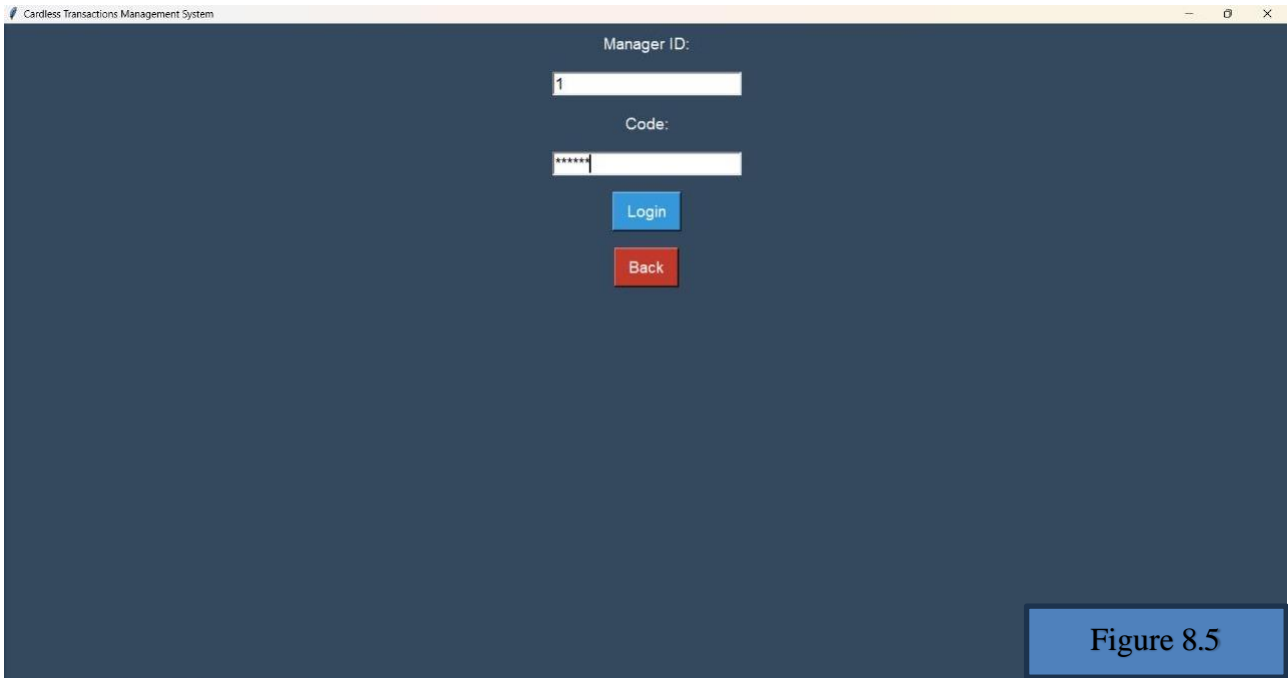 Cardless Transactions Management System
Manager ID:
1
Code:
******
Login
Back
Figure 8.5